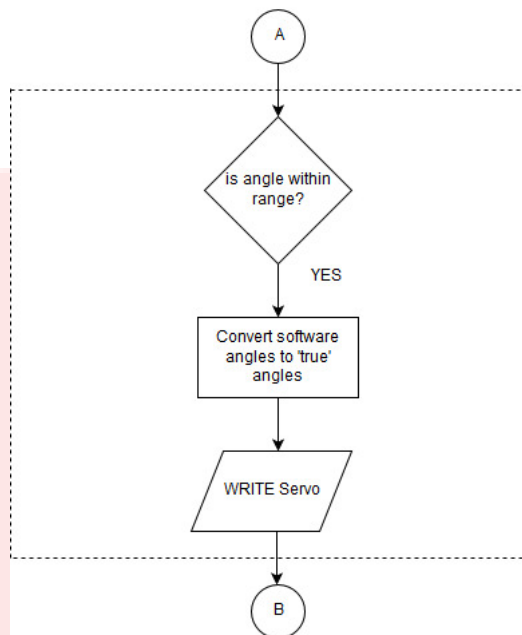 A
is angle within
range?
YES
Convert software
angles to 'true'
angles
WRITE Servo
B